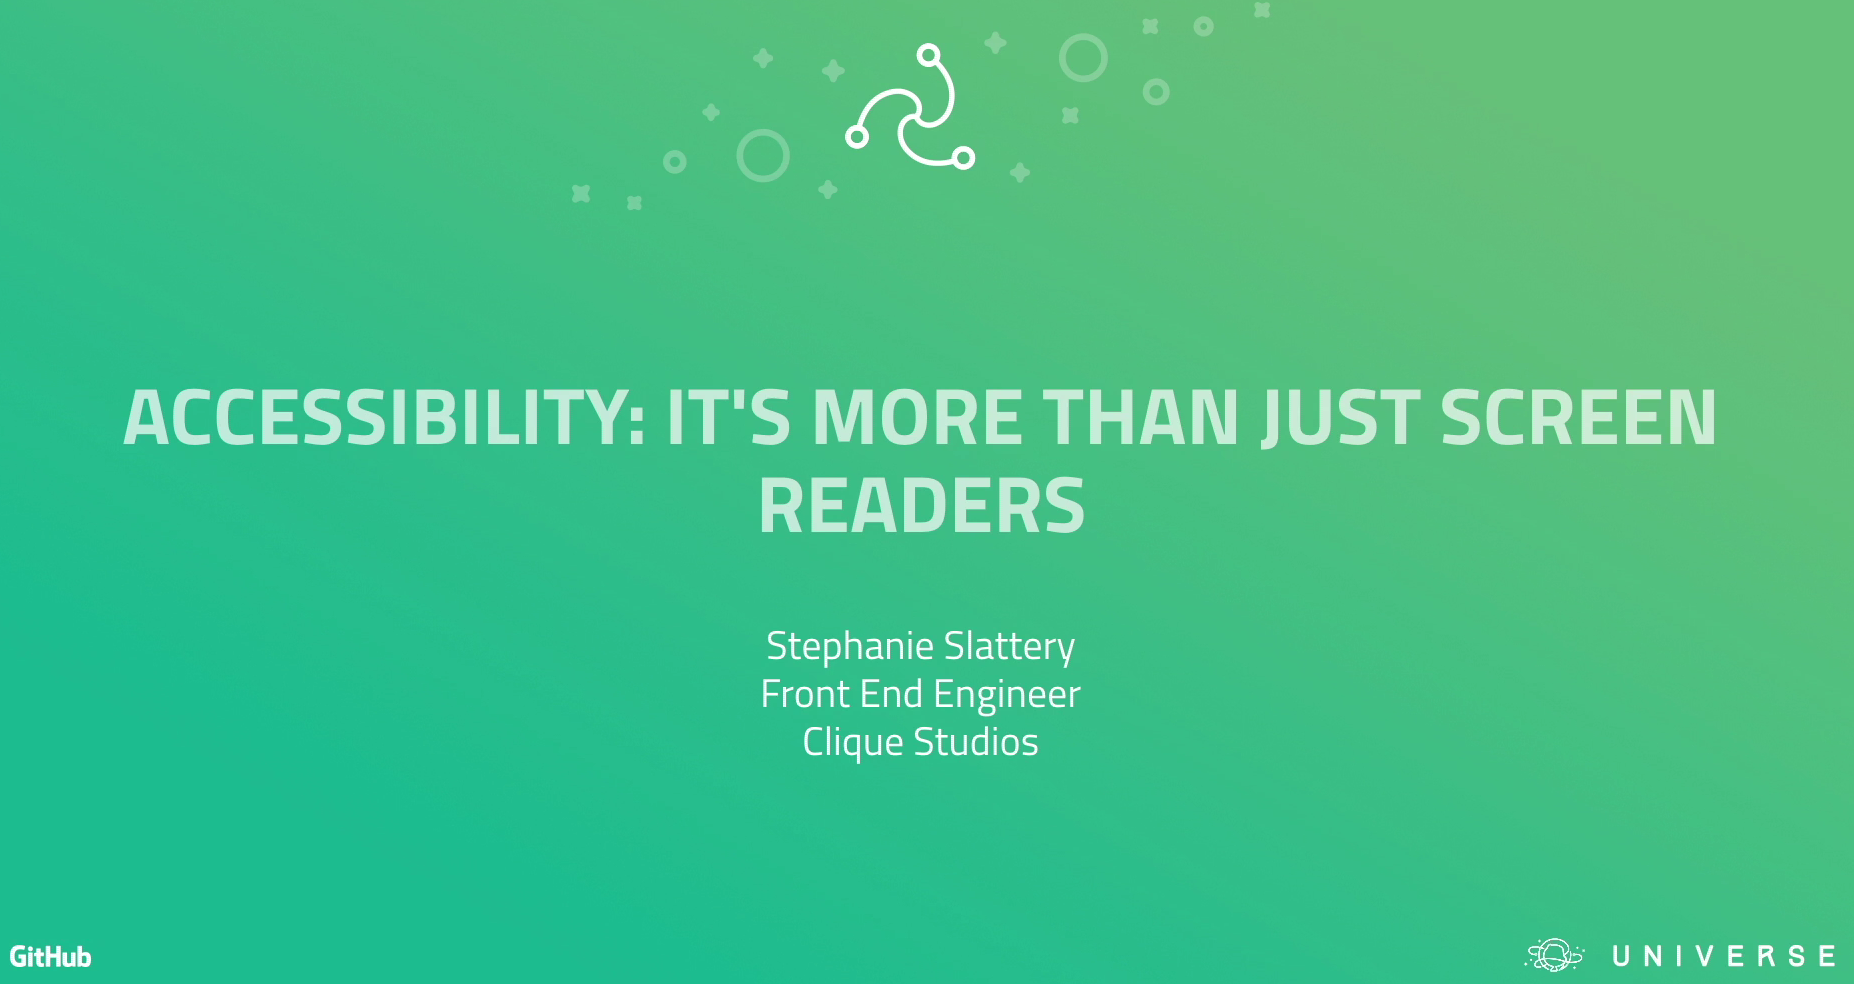 ACCESSIBILITY: IT'S MORE THAN JUST SCREEN
READERS
Stephanie Slattery
Front End Engineer
Clique Studios
GitHub
UNIVERSE